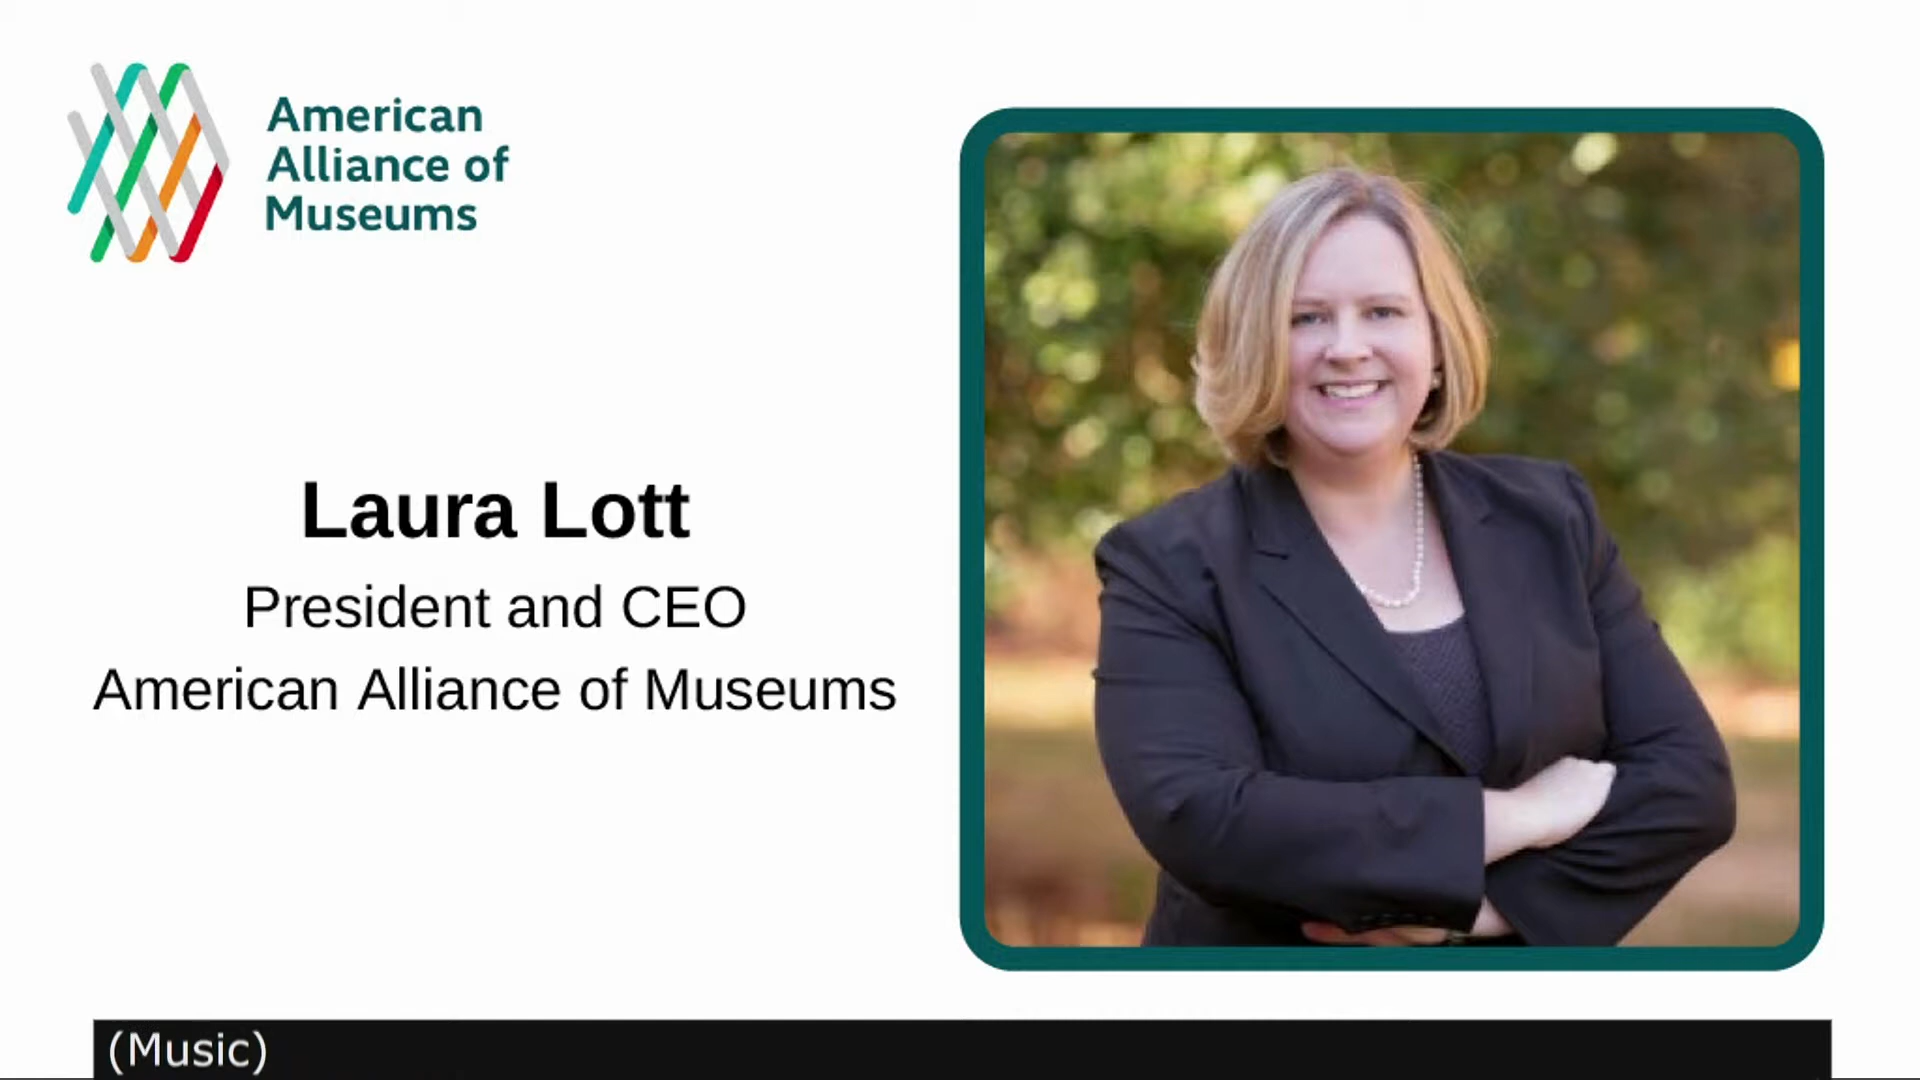 American
Alliance of
Museums
Laura Lott
President and CEO
American Alliance of Museums
(Music)